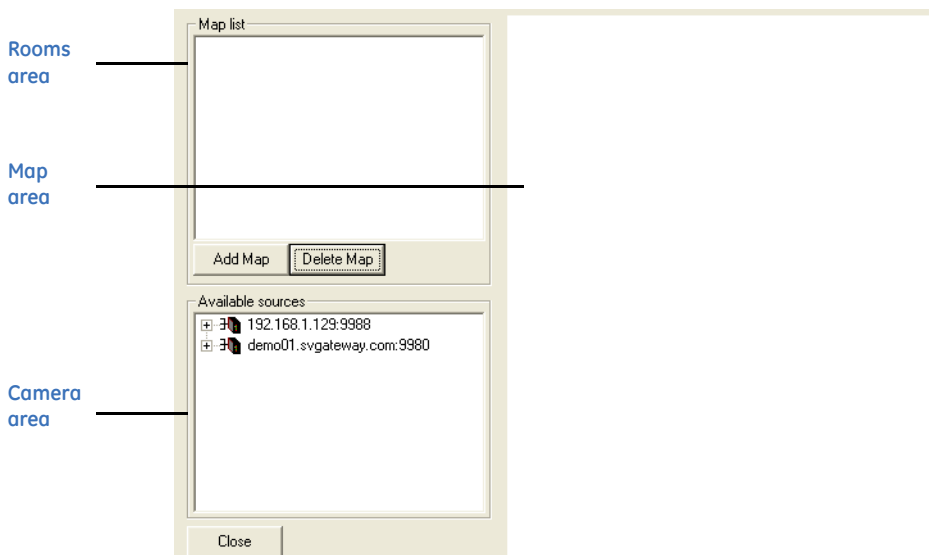 Map list
Rooms
area
Map
area
Add Map
Delete Map
Available sources
192.168.1.129:9988
demo01.svgateway.com:9980
Camera
area
Close